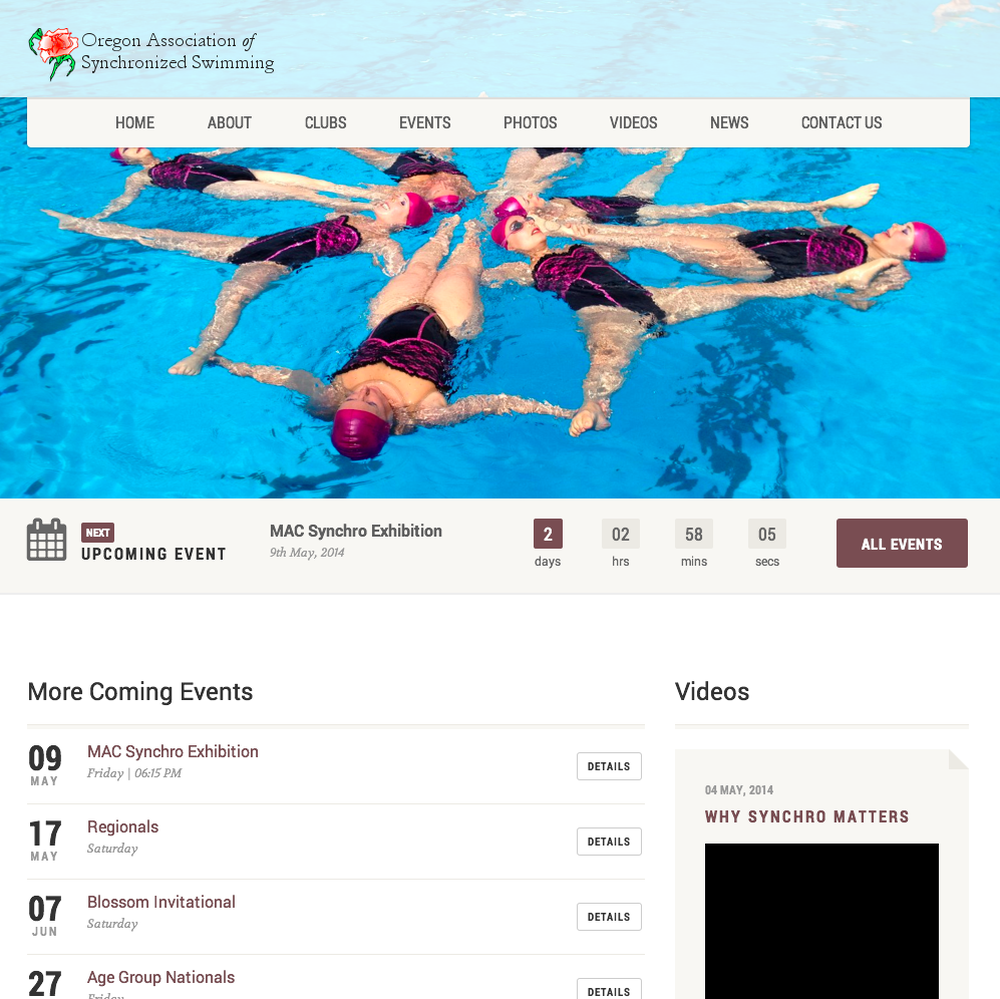 Oregon Association of
Synchronized Swimming
HOME ABOUT CLUBS EVENTS PHOTOS VIDEOS NEWS CONTACT US
NEXT
UPCOMING EVENT
MAC Synchro Exhibition
9th May, 2014
2 02 58 05
days hrs mins secs
ALL EVENTS
More Coming Events
09
MAY
MAC Synchro Exhibition
Friday | 06:15 PM
DETAILS
17
MAY
Regionals
Saturday
DETAILS
07
JUN
Blossom Invitational
Saturday
DETAILS
27
Age Group Nationals
Friday
DETAILS
Videos
04 MAY, 2014
WHY SYNCHRO MATTERS